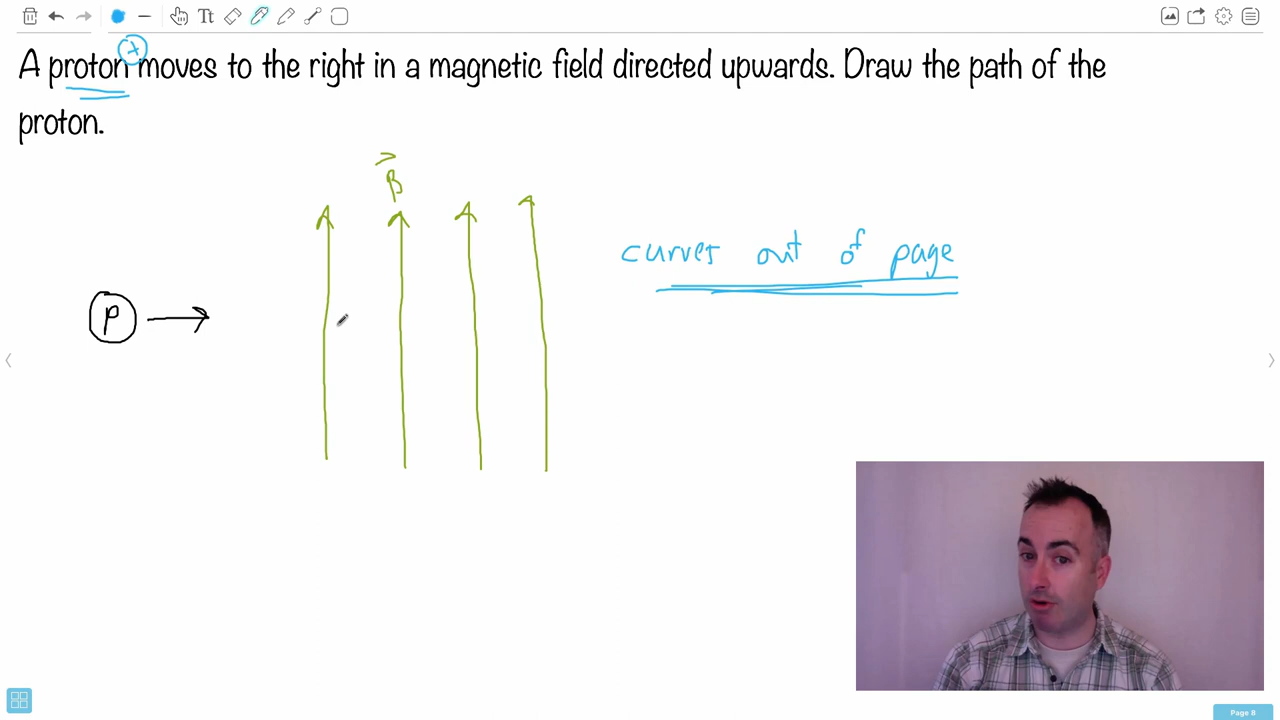 Tt
A proton moves to the right in a magnetic field directed upwards. Draw the path of the
+
proton.
B
curves out of page
P
Page 8